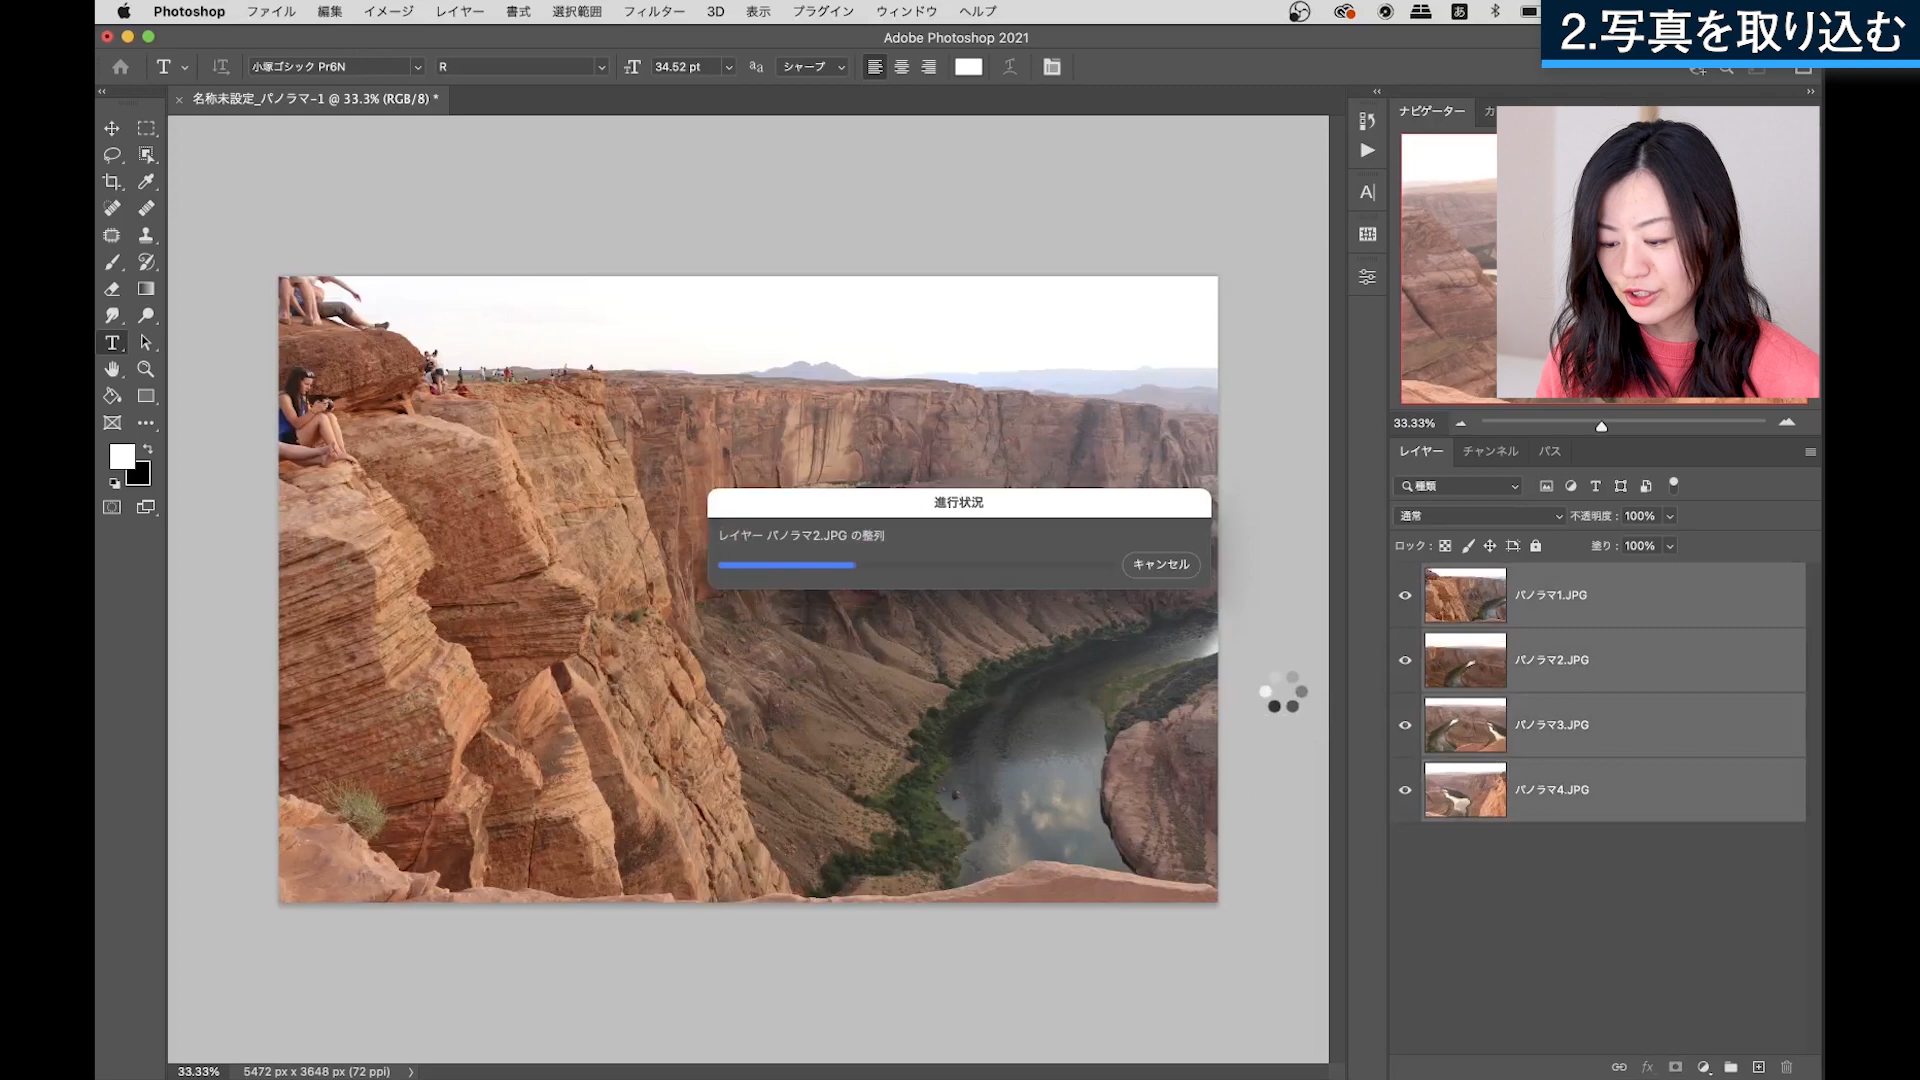 Photoshop ファイル 編集 イメージ レイヤー 書式 選択範囲 フィルター 3D 表示 プラグイン ウィンドウ ヘルプ あ
2.写真を取り込む
Adobe Photoshop 2021
小塚ゴシック Pr6N R 34.52 pt シャープ
名称未設定_パノラマ-1 @ 33.3% (RGB/8) *
ナビゲーター カ
進行状況
レイヤー パノラマ2.JPG の整列
キャンセル
33.33%
レイヤー チャンネル パス
種類
通常 不透明度 : 100%
ロック : 塗り : 100%
パノラマ1.JPG
パノラマ2.JPG
パノラマ3.JPG
パノラマ4.JPG
33.33% 5472 px x 3648 px (72 ppi)